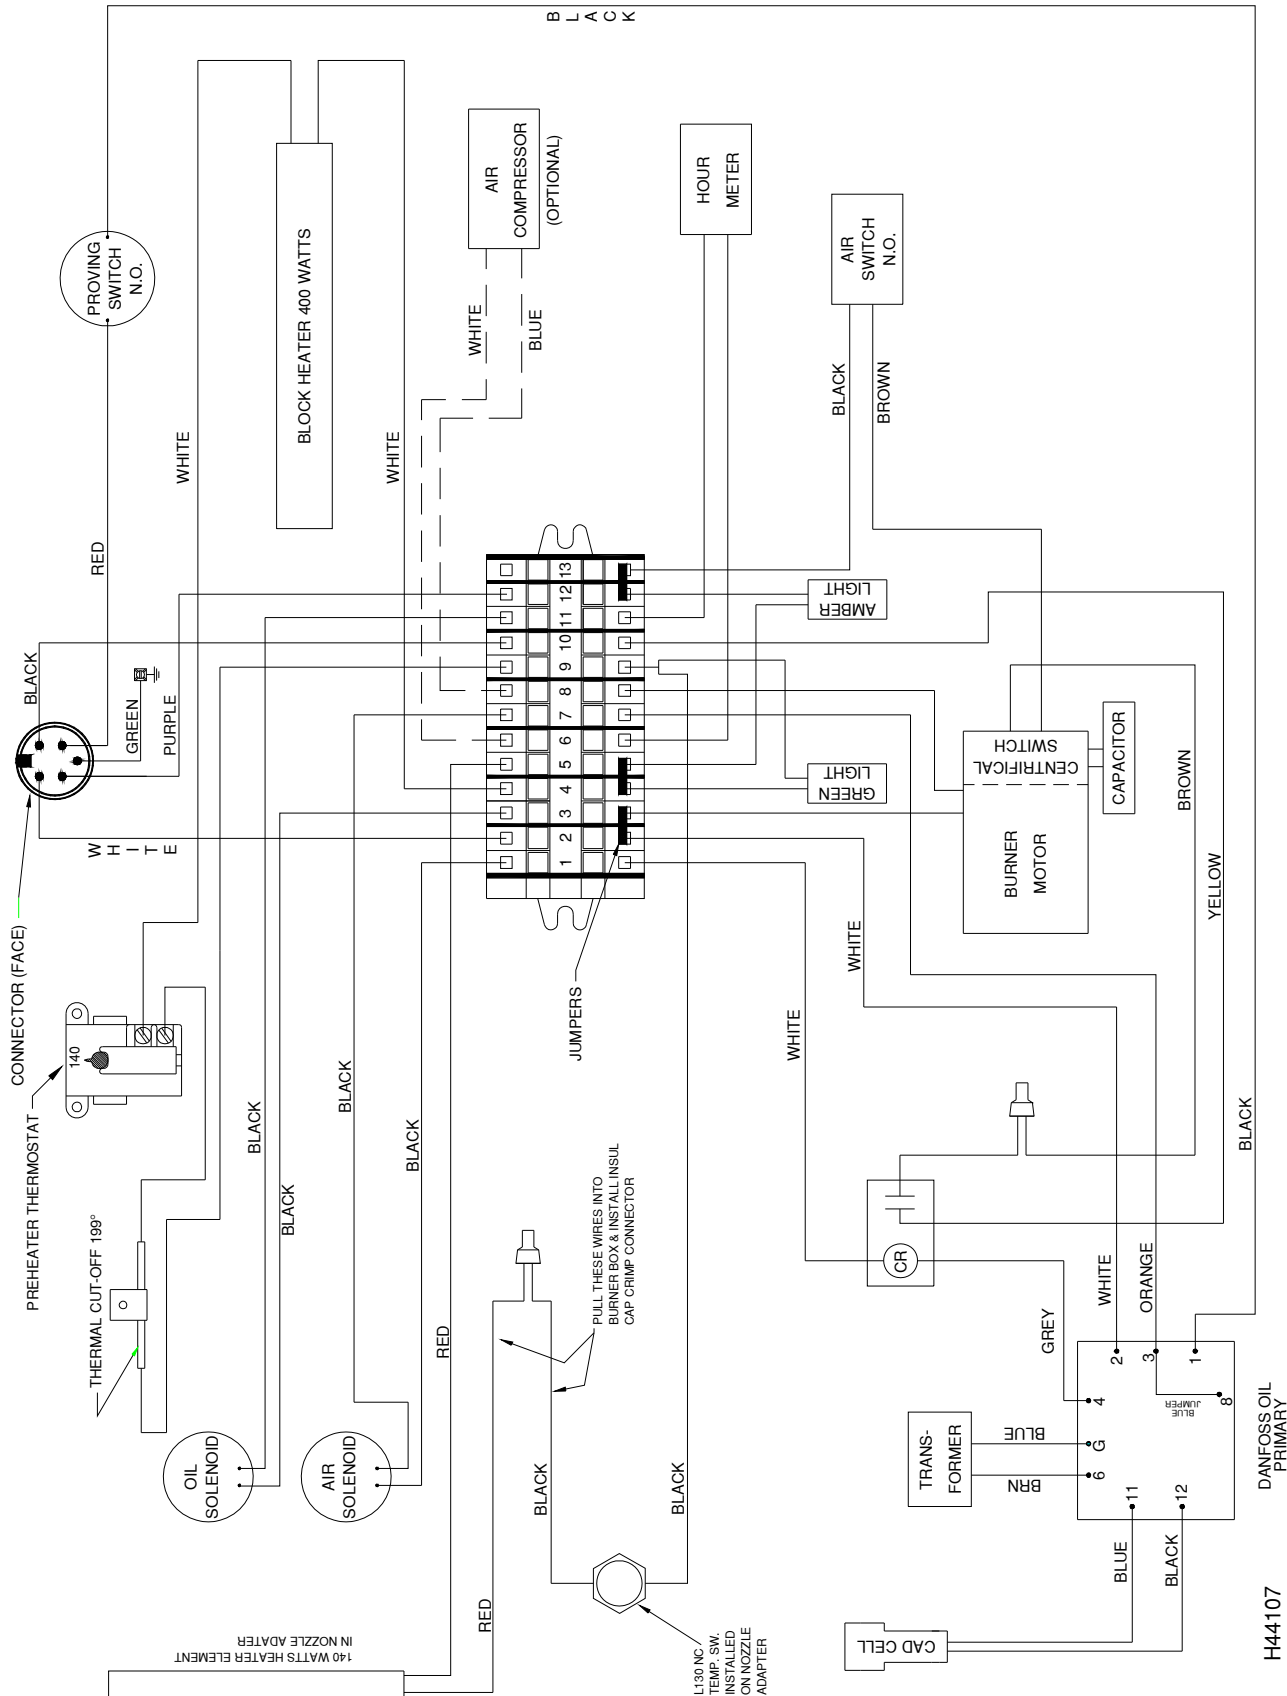 BLACK
PROVING
SWITCH
N.O.
BLOCK HEATER 400 WATTS
WHITE
WHITE
AIR
COMPRESSOR
(OPTIONAL)
WHITE
BLUE
HOUR
METER
AIR
SWITCH
N.O.
BLACK
BROWN
RED
BLACK
GREEN
PURPLE
WHITE
CONNECTOR (FACE)
1 2 3 4 5 6 7 8 9 10 11 12 13
AMBER
LIGHT
GREEN
LIGHT
CENTRIFICAL
SWITCH
CAPACITOR
BURNER
MOTOR
BROWN
YELLOW
JUMPERS
WHITE
WHITE
PREHEATER THERMOSTAT
140
THERMAL CUT-OFF 199°
BLACK
BLACK
BLACK
BLACK
RED
OIL
SOLENOID
AIR
SOLENOID
PULL THESE WIRES INTO
BURNER BOX & INSTALL INSUL
CAP CRIMP CONNECTOR
BLACK
BLACK
RED
140 WATTS HEATER ELEMENT
IN NOZZLE ADATER
L130 NC
TEMP. SW.
INSTALLED
ON NOZZLE
ADAPTER
CR
GREY
WHITE
ORANGE
BLACK
TRANS-
FORMER
BLUE
BRN
2
3
1
4
G
6
8
11
12
BLUE
JUMPER
DANFOSS OIL
PRIMARY
BLUE
BLACK
CAD CELL
H44107